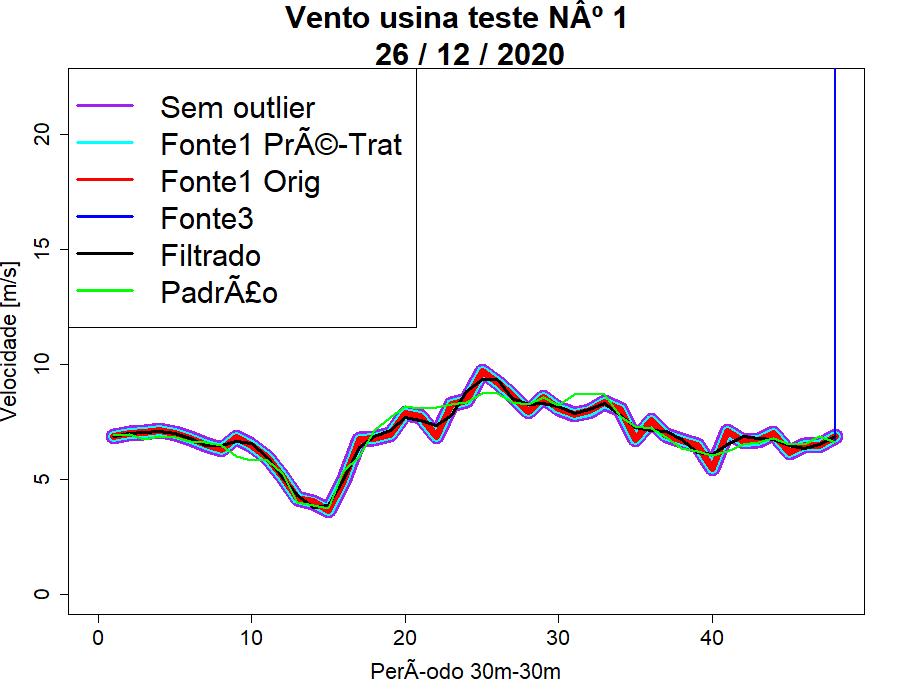 Vento usina teste NÂº 1
26 / 12 / 2020
Sem outlier
Fonte1 PrÃ©-Trat
Fonte1 Orig
Fonte3
Filtrado
PadrÃ£o
Velocidade [m/s]
20
15
10
5
0
0 10 20 30 40
PerÃ-odo 30m-30m